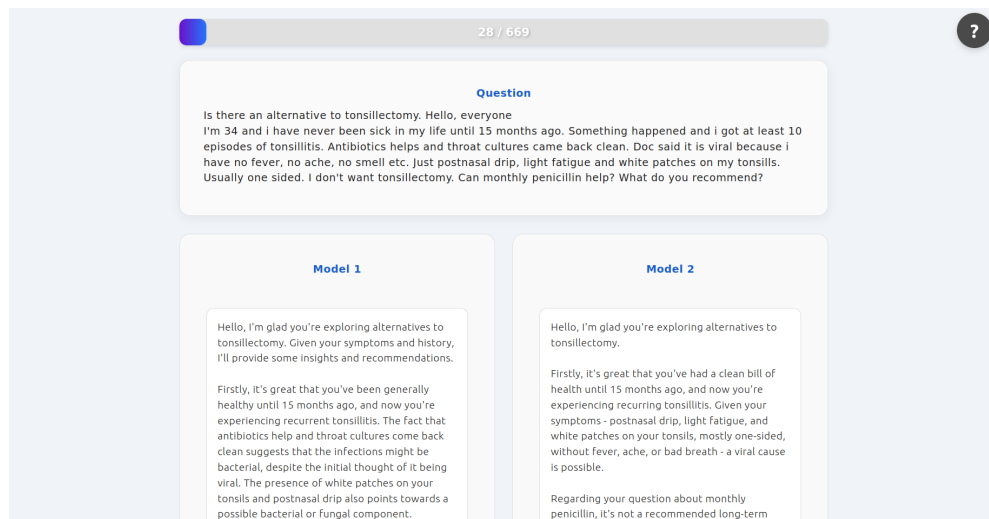 28 / 669
?
Question
Is there an alternative to tonsillectomy. Hello, everyone
I'm 34 and i have never been sick in my life until 15 months ago. Something happened and i got at least 10
episodes of tonsillitis. Antibiotics helps and throat cultures came back clean. Doc said it is viral because i
have no fever, no ache, no smell etc. Just postnasal drip, light fatigue and white patches on my tonsills.
Usually one sided. I don't want tonsillectomy. Can monthly penicillin help? What do you recommend?
Model 1
Hello, I'm glad you're exploring alternatives to
tonsillectomy. Given your symptoms and history,
I'll provide some insights and recommendations.
Firstly, it's great that you've been generally
healthy until 15 months ago, and now you're
experiencing recurrent tonsillitis. The fact that
antibiotics help and throat cultures come back
clean suggests that the infections might be
bacterial, despite the initial thought of it being
viral. The presence of white patches on your
tonsils and postnasal drip also points towards a
possible bacterial or fungal component.
Model 2
Hello, I'm glad you're exploring alternatives to
tonsillectomy.
Firstly, it's great that you've had a clean bill of
health until 15 months ago, and now you're
experiencing recurring tonsillitis. Given your
symptoms - postnasal drip, light fatigue, and
white patches on your tonsils, mostly one-sided,
without fever, ache, or bad breath - a viral cause
is possible.
Regarding your question about monthly
penicillin, it's not a recommended long-term